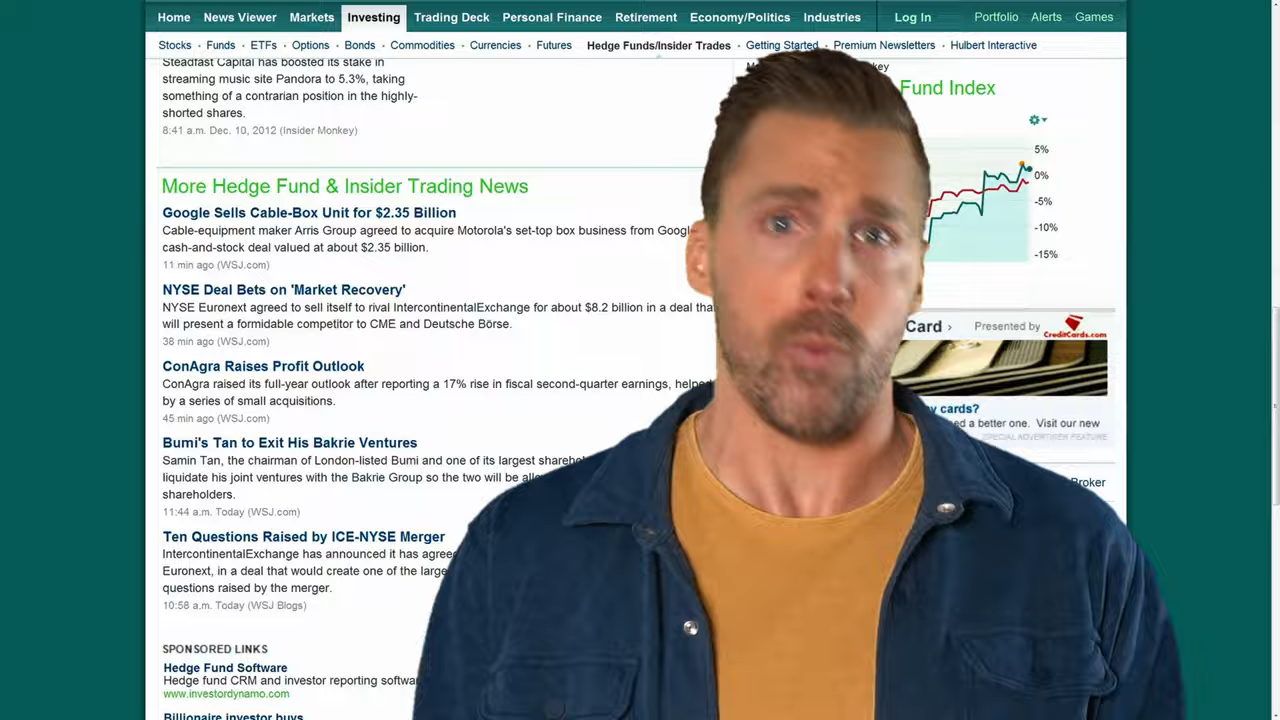 Home News Viewer Markets Investing Trading Deck Personal Finance Retirement Economy/Politics Industries Log In Portfolio Alerts Games
Stocks • Funds • ETFs • Options • Bonds • Commodities • Currencies • Futures Hedge Funds/Insider Trades • Getting Started • Premium Newsletters • Hulbert Interactive
Steadfast Capital has boosted its stake in
streaming music site Pandora to 5.3%, taking
something of a contrarian position in the highly-
shorted shares.
8:41 a.m. Dec. 10, 2012 (Insider Monkey)
More Hedge Fund & Insider Trading News
Google Sells Cable-Box Unit for $2.35 Billion
Cable-equipment maker Arris Group agreed to acquire Motorola's set-top box business from Googl
cash-and-stock deal valued at about $2.35 billion.
11 min ago (WSJ.com)
NYSE Deal Bets on 'Market Recovery'
NYSE Euronext agreed to sell itself to rival IntercontinentalExchange for about $8.2 billion in a deal tha
will present a formidable competitor to CME and Deutsche Börse.
38 min ago (WSJ.com)
ConAgra Raises Profit Outlook
ConAgra raised its full-year outlook after reporting a 17% rise in fiscal second-quarter earnings, helped
by a series of small acquisitions.
45 min ago (WSJ.com)
Bumi's Tan to Exit His Bakrie Ventures
Samin Tan, the chairman of London-listed Bumi and one of its largest shareho
liquidate his joint ventures with the Bakrie Group so the two will be allo
shareholders.
11:44 a.m. Today (WSJ.com)
Ten Questions Raised by ICE-NYSE Merger
IntercontinentalExchange has announced it has agree
Euronext, in a deal that would create one of the large
questions raised by the merger.
10:58 a.m. Today (WSJ Blogs)
SPONSORED LINKS
Hedge Fund Software
Hedge fund CRM and investor reporting softwa
www.investordynamo.com
Billionaire investor buys
key
Fund Index
5%
0%
-5%
-10%
-15%
Card › Presented by
CreditCards.com
cards?
ed a better one. Visit our new
SPECIAL ADVERTISER FEATURE
Broker